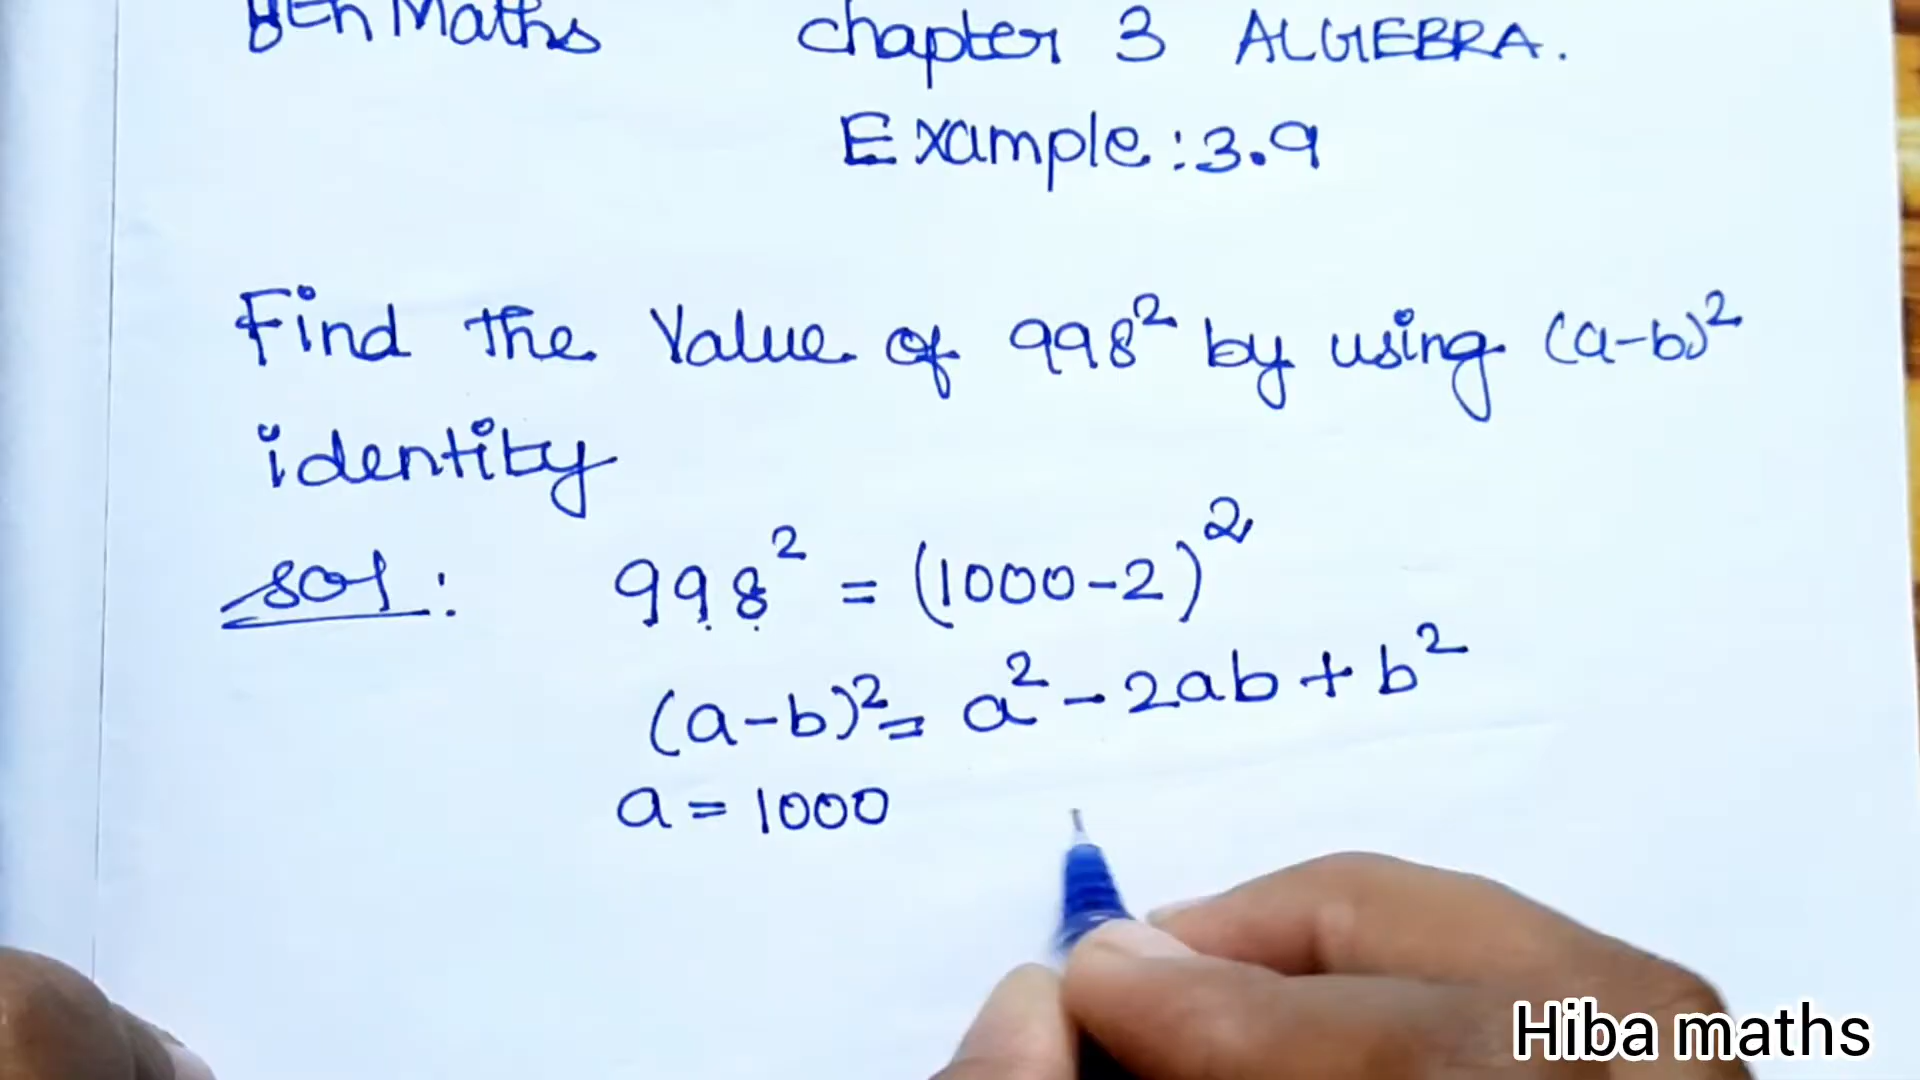 8th Maths chapter 3 ALGEBRA.
Example : 3.9
Find the Value of 998² by using (a-b)²
identity
sol : 998² = (1000-2)²
(a-b)² = a² - 2ab + b²
a = 1000
Hiba maths